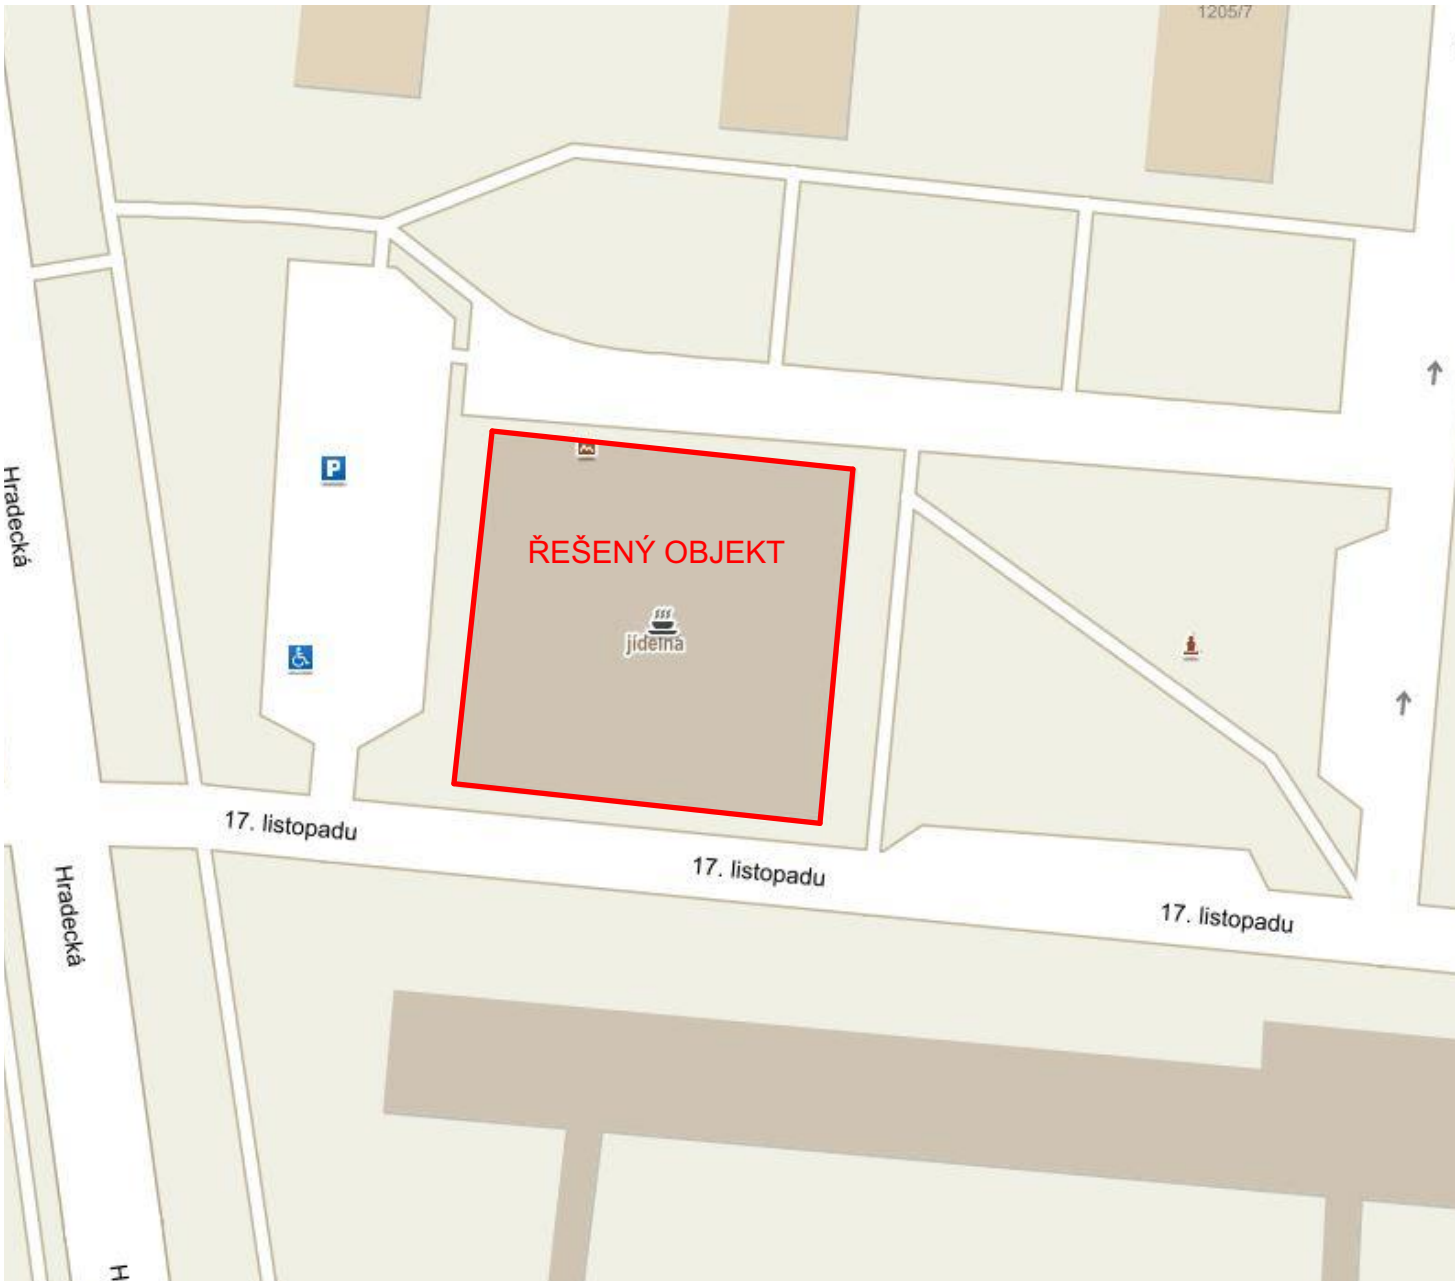 1205/7
Hradecká
P
ŘEŠENÝ OBJEKT
jídelna
17. listopadu
17. listopadu
17. listopadu
Hradecká
H